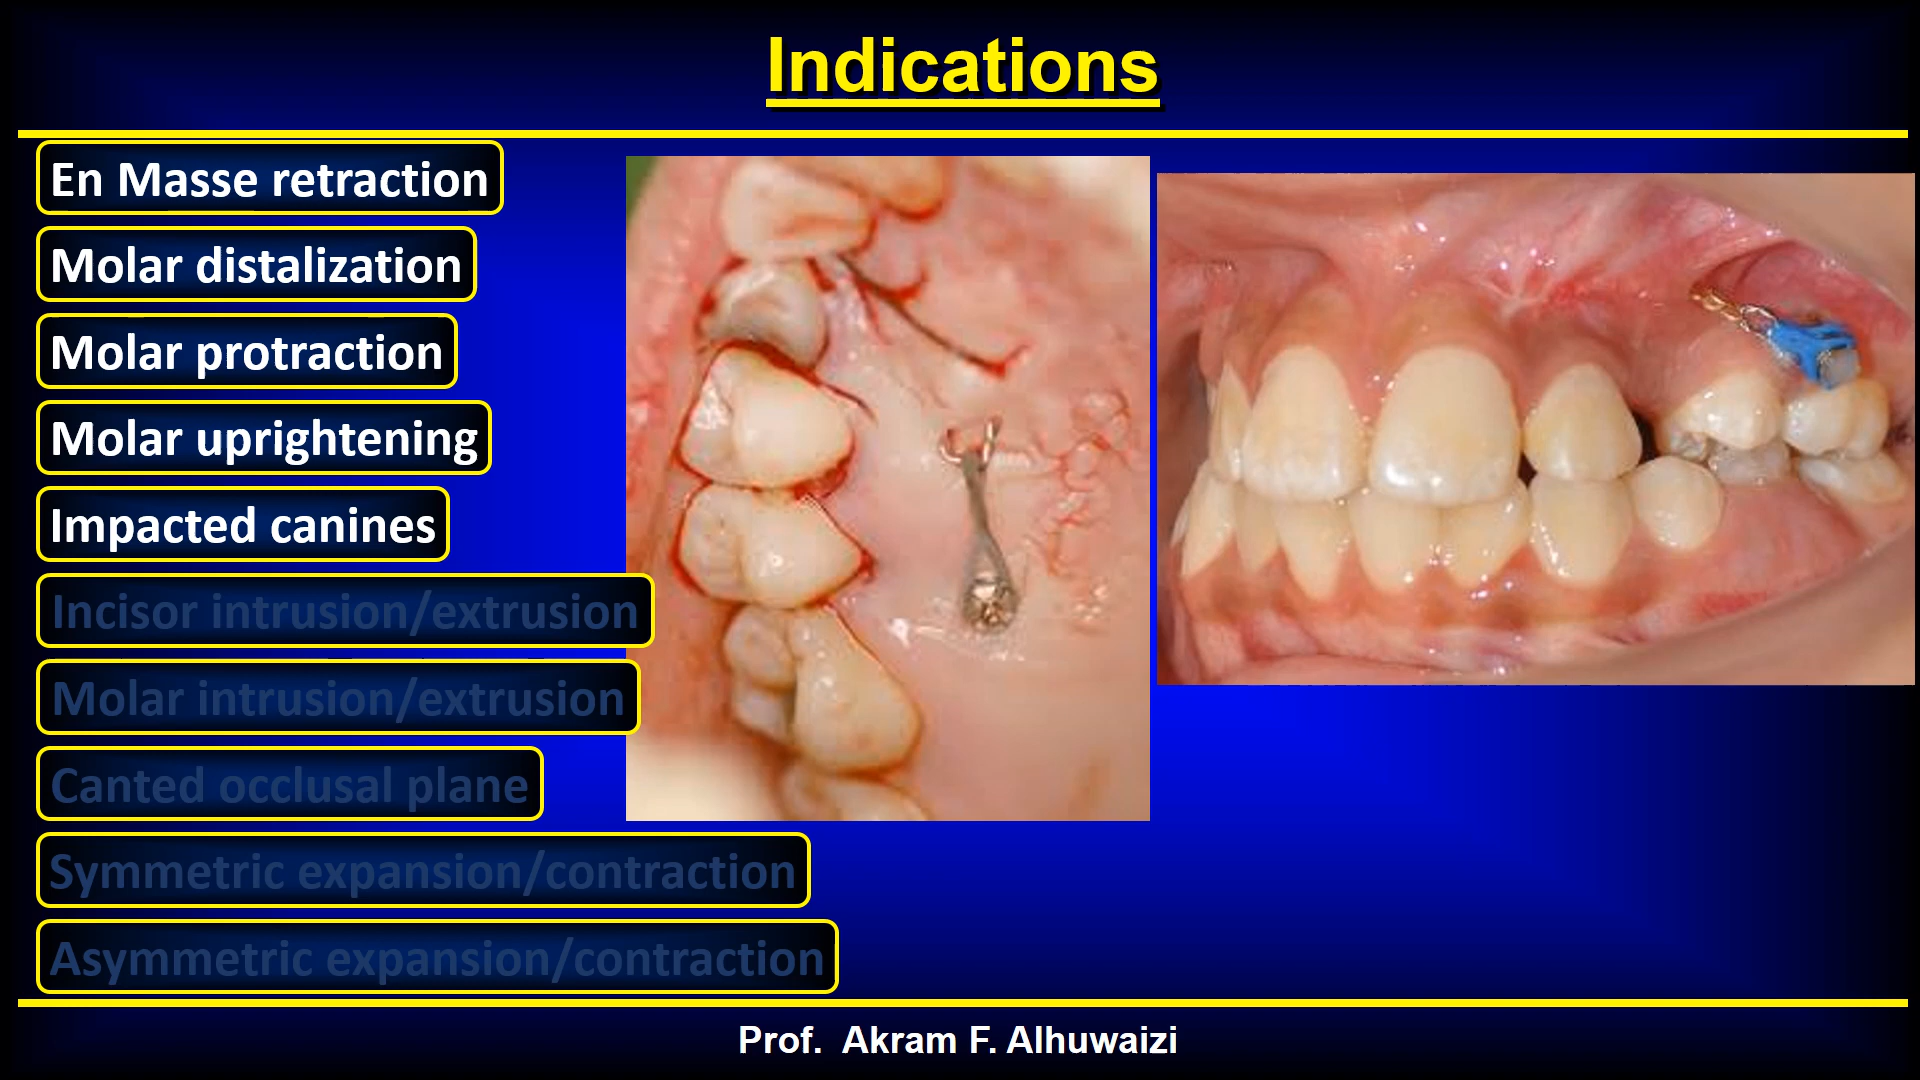 Indications
En Masse retraction
Molar distalization
Molar protraction
Molar uprightening
Impacted canines
Incisor intrusion/extrusion
Molar intrusion/extrusion
Canted occlusal plane
Symmetric expansion/contraction
Asymmetric expansion/contraction
Prof. Akram F. Alhuwaizi